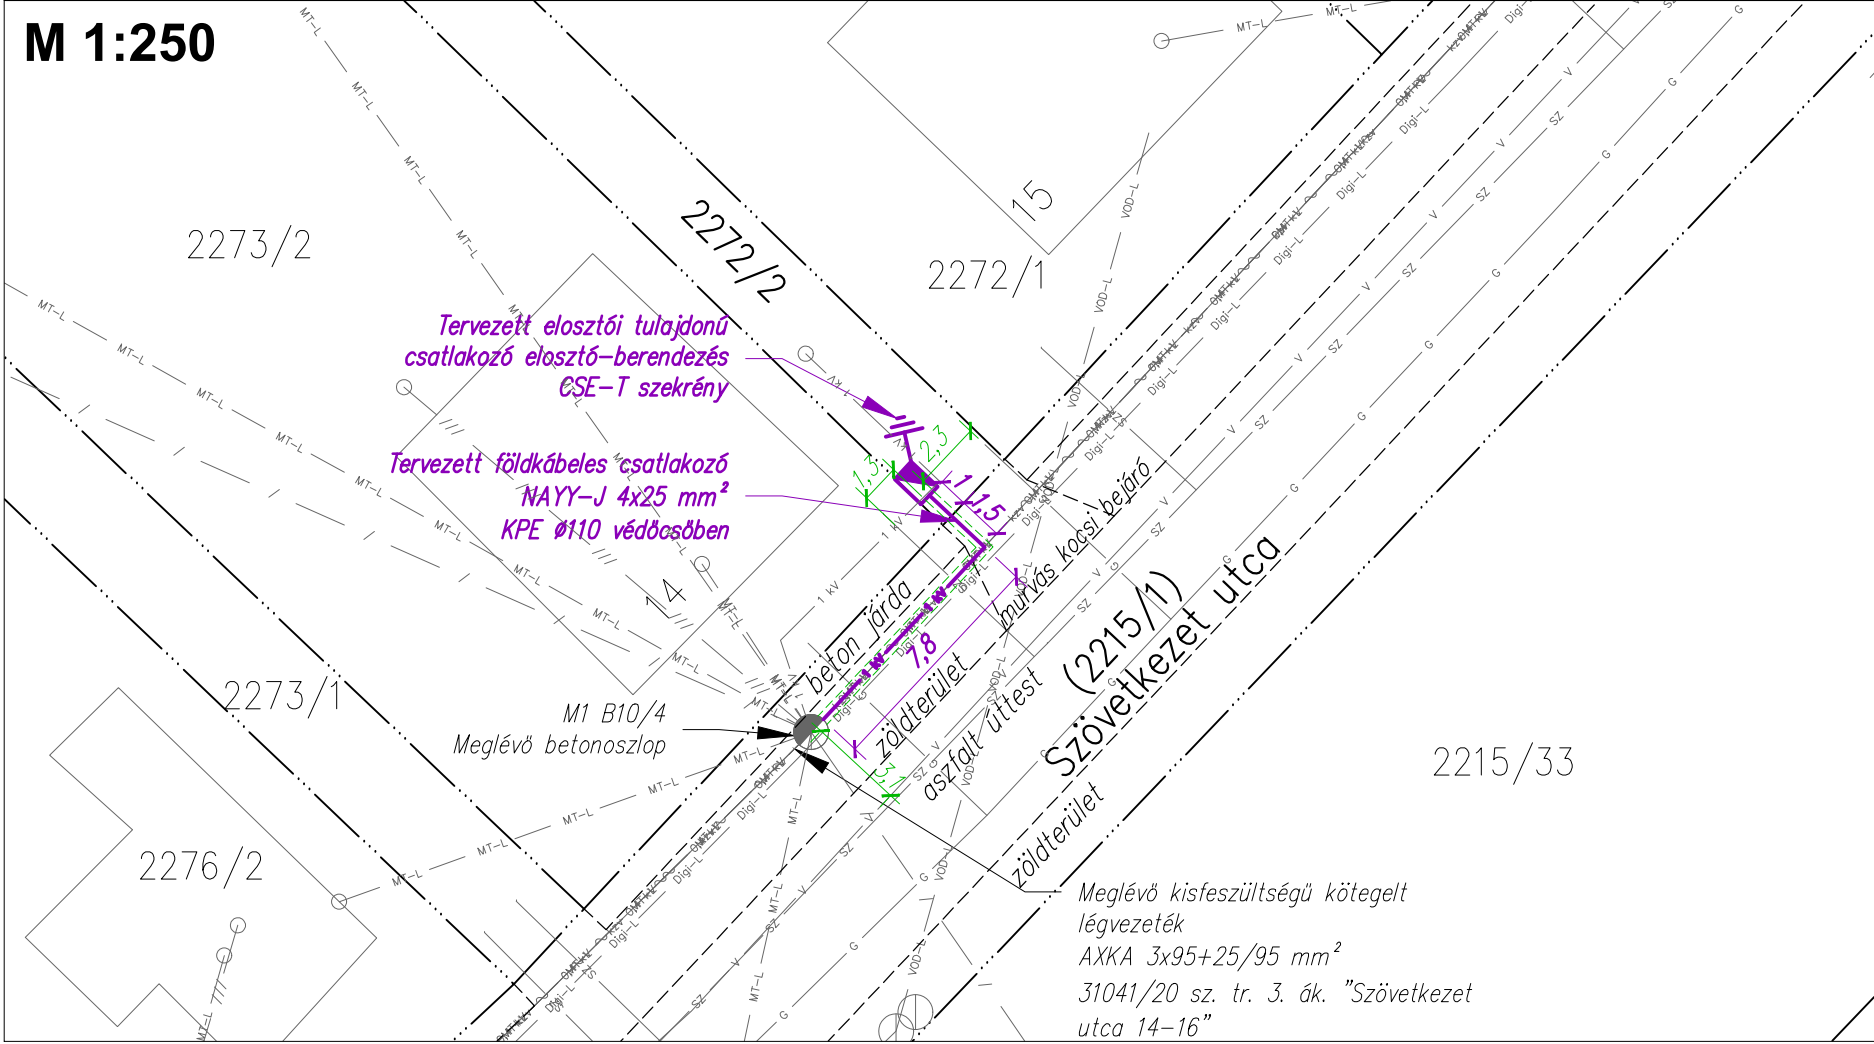 M 1:250
2273/2
2272/2
15
2272/1
Tervezett elosztói tulajdonú
csatlakozó elosztó-berendezés
CSE-T szekrény
Tervezett földkábeles csatlakozó
NAYY-J 4x25 mm²
KPE Ø110 védőcsőben
2,3
1,3
1
1,5
7,8
3,1
14
beton járda
murvás kocsi bejáró
zöldterület
aszfalt úttest
(2215/1)
Szövetkezet utca
zöldterület
2273/1
M1 B10/4
Meglévő betonoszlop
2276/2
2215/33
Meglévő kisfeszültségű kötegelt
légvezeték
AXKA 3x95+25/95 mm²
31041/20 sz. tr. 3. ák. "Szövetkezet
utca 14-16"
MT-L
VOD-L
Digi-L
1 kV
SZ
V
G